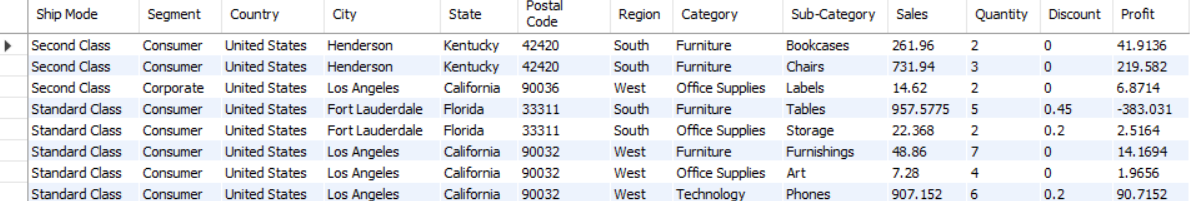 Ship Mode Segment Country City State Postal Code Region Category Sub-Category Sales Quantity Discount Profit
Second Class Consumer United States Henderson Kentucky 42420 South Furniture Bookcases 261.96 2 0 41.9136
Second Class Consumer United States Henderson Kentucky 42420 South Furniture Chairs 731.94 3 0 219.582
Second Class Corporate United States Los Angeles California 90036 West Office Supplies Labels 14.62 2 0 6.8714
Standard Class Consumer United States Fort Lauderdale Florida 33311 South Furniture Tables 957.5775 5 0.45 -383.031
Standard Class Consumer United States Fort Lauderdale Florida 33311 South Office Supplies Storage 22.368 2 0.2 2.5164
Standard Class Consumer United States Los Angeles California 90032 West Furniture Furnishings 48.86 7 0 14.1694
Standard Class Consumer United States Los Angeles California 90032 West Office Supplies Art 7.28 4 0 1.9656
Standard Class Consumer United States Los Angeles California 90032 West Technology Phones 907.152 6 0.2 90.7152